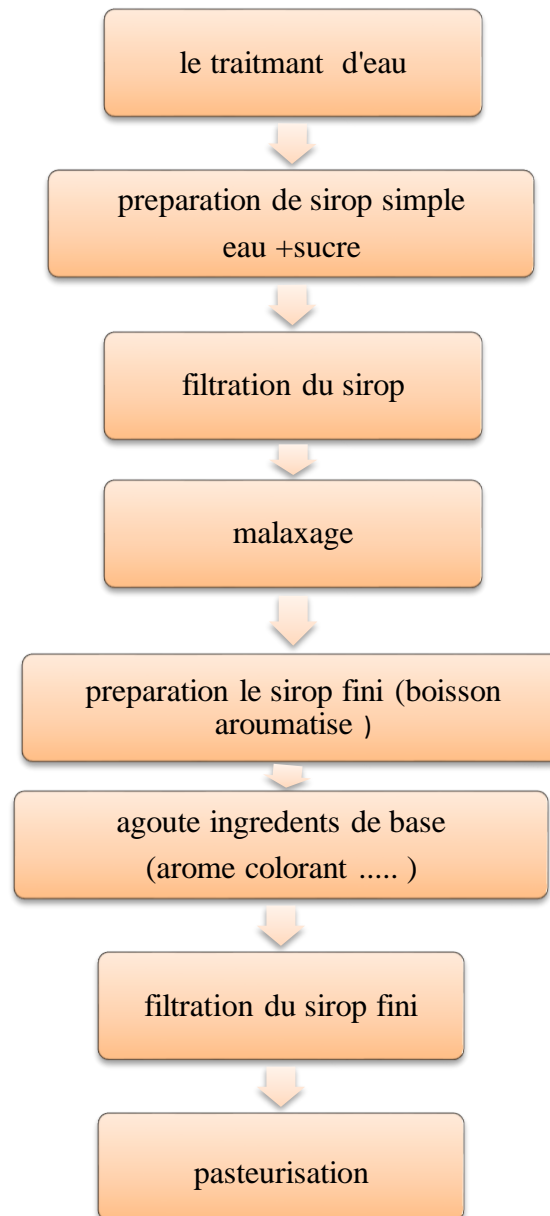 le traitmant d'eau
preparation de sirop simple
eau +sucre
filtration du sirop
malaxage
preparation le sirop fini (boisson
aroumatise )
agoute ingredents de base
(arome colorant ..... )
filtration du sirop fini
pasteurisation